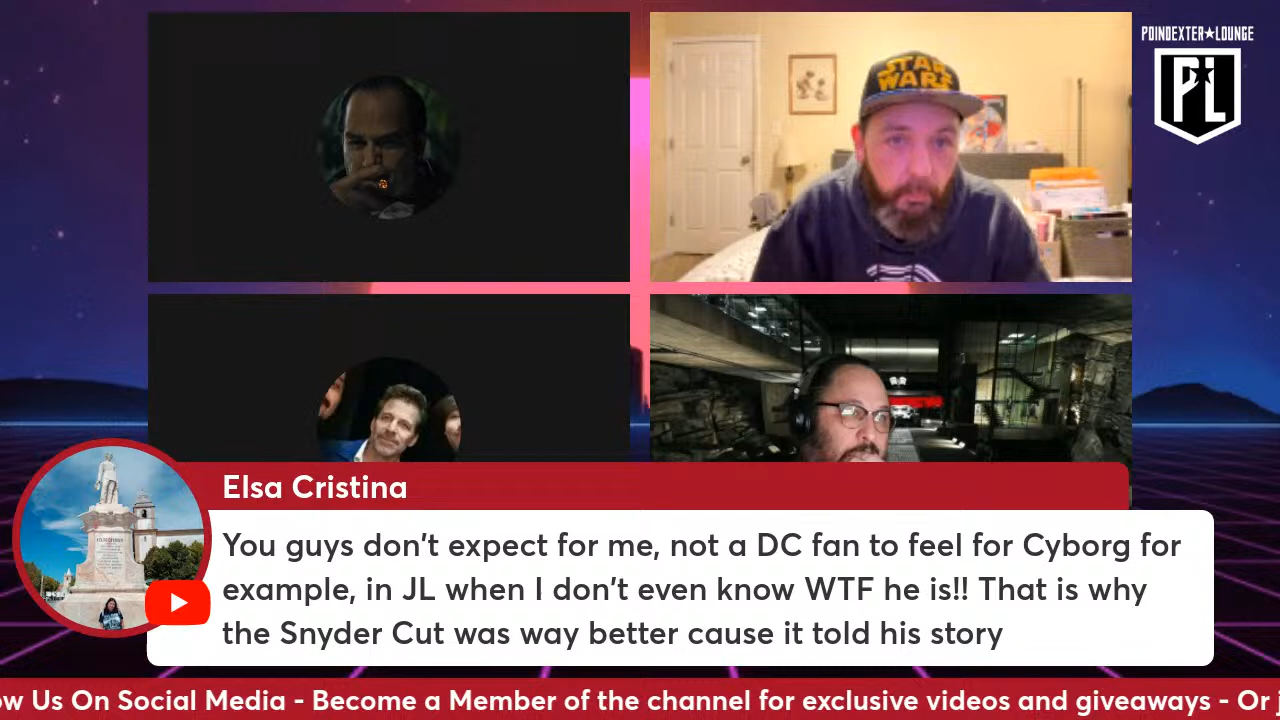 POINDEXTER★LOUNGE
PL
STAR
WARS
Elsa Cristina
You guys don't expect for me, not a DC fan to feel for Cyborg for
example, in JL when I don't even know WTF he is!! That is why
the Snyder Cut was way better cause it told his story
ow Us On Social Media - Become a Member of the channel for exclusive videos and giveaways - Or j